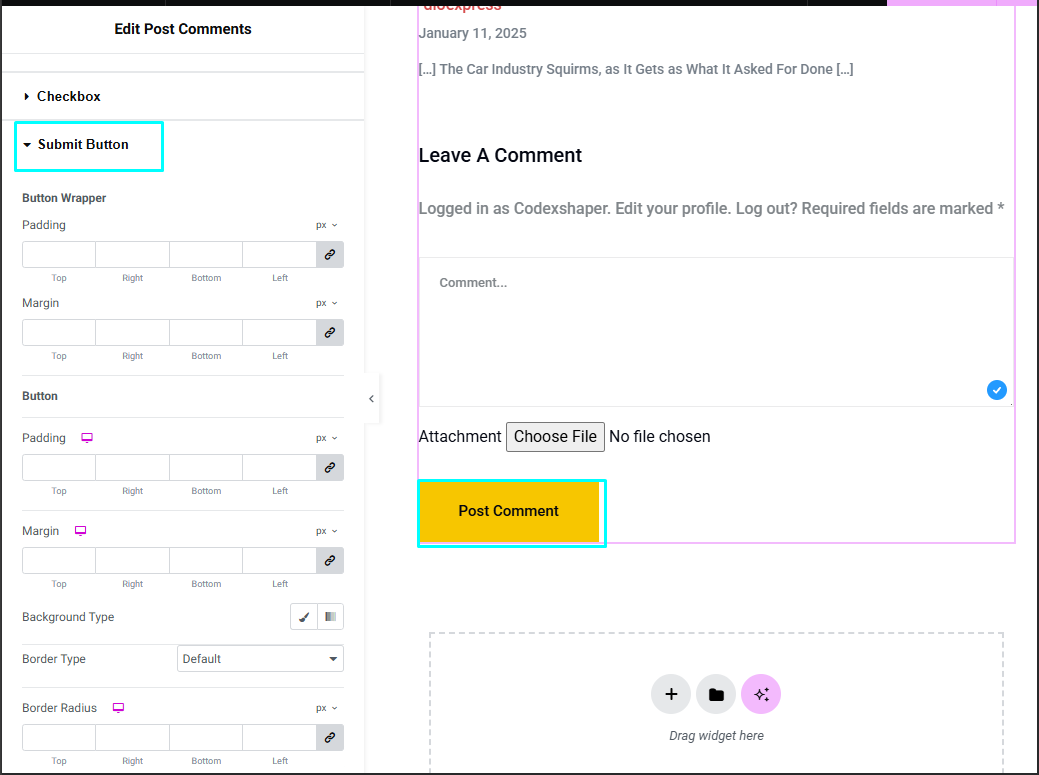 Edit Post Comments
Checkbox
Submit Button
Button Wrapper
Padding px
Top Right Bottom Left
Margin px
Top Right Bottom Left
Button
Padding px
Top Right Bottom Left
Margin px
Top Right Bottom Left
Background Type
Border Type Default
Border Radius px
Top Right Bottom Left
January 11, 2025
[...] The Car Industry Squirms, as It Gets as What It Asked For Done [...]
Leave A Comment
Logged in as Codexshaper. Edit your profile. Log out? Required fields are marked *
Comment...
Attachment Choose File No file chosen
Post Comment
Drag widget here